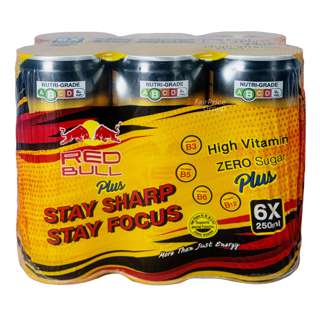 NUTRI-GRADE
A B C D
NUTRI-GRADE
A B C D
NUTRI-GRADE
A B C D
FairPrice
RED
BULL
Plus
STAY SHARP
STAY FOCUS
B3
B5
B6
B12
High Vitamin
ZERO Sugar
Plus
6X
250ml
More Than Just Energy